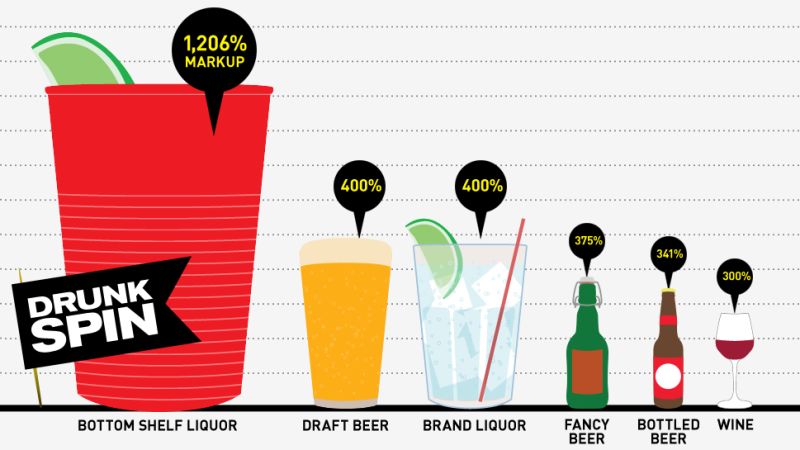 1,206%
MARKUP
400%
400%
375%
341%
300%
DRUNK
SPIN
BOTTOM SHELF LIQUOR
DRAFT BEER
BRAND LIQUOR
FANCY
BEER
BOTTLED
BEER
WINE